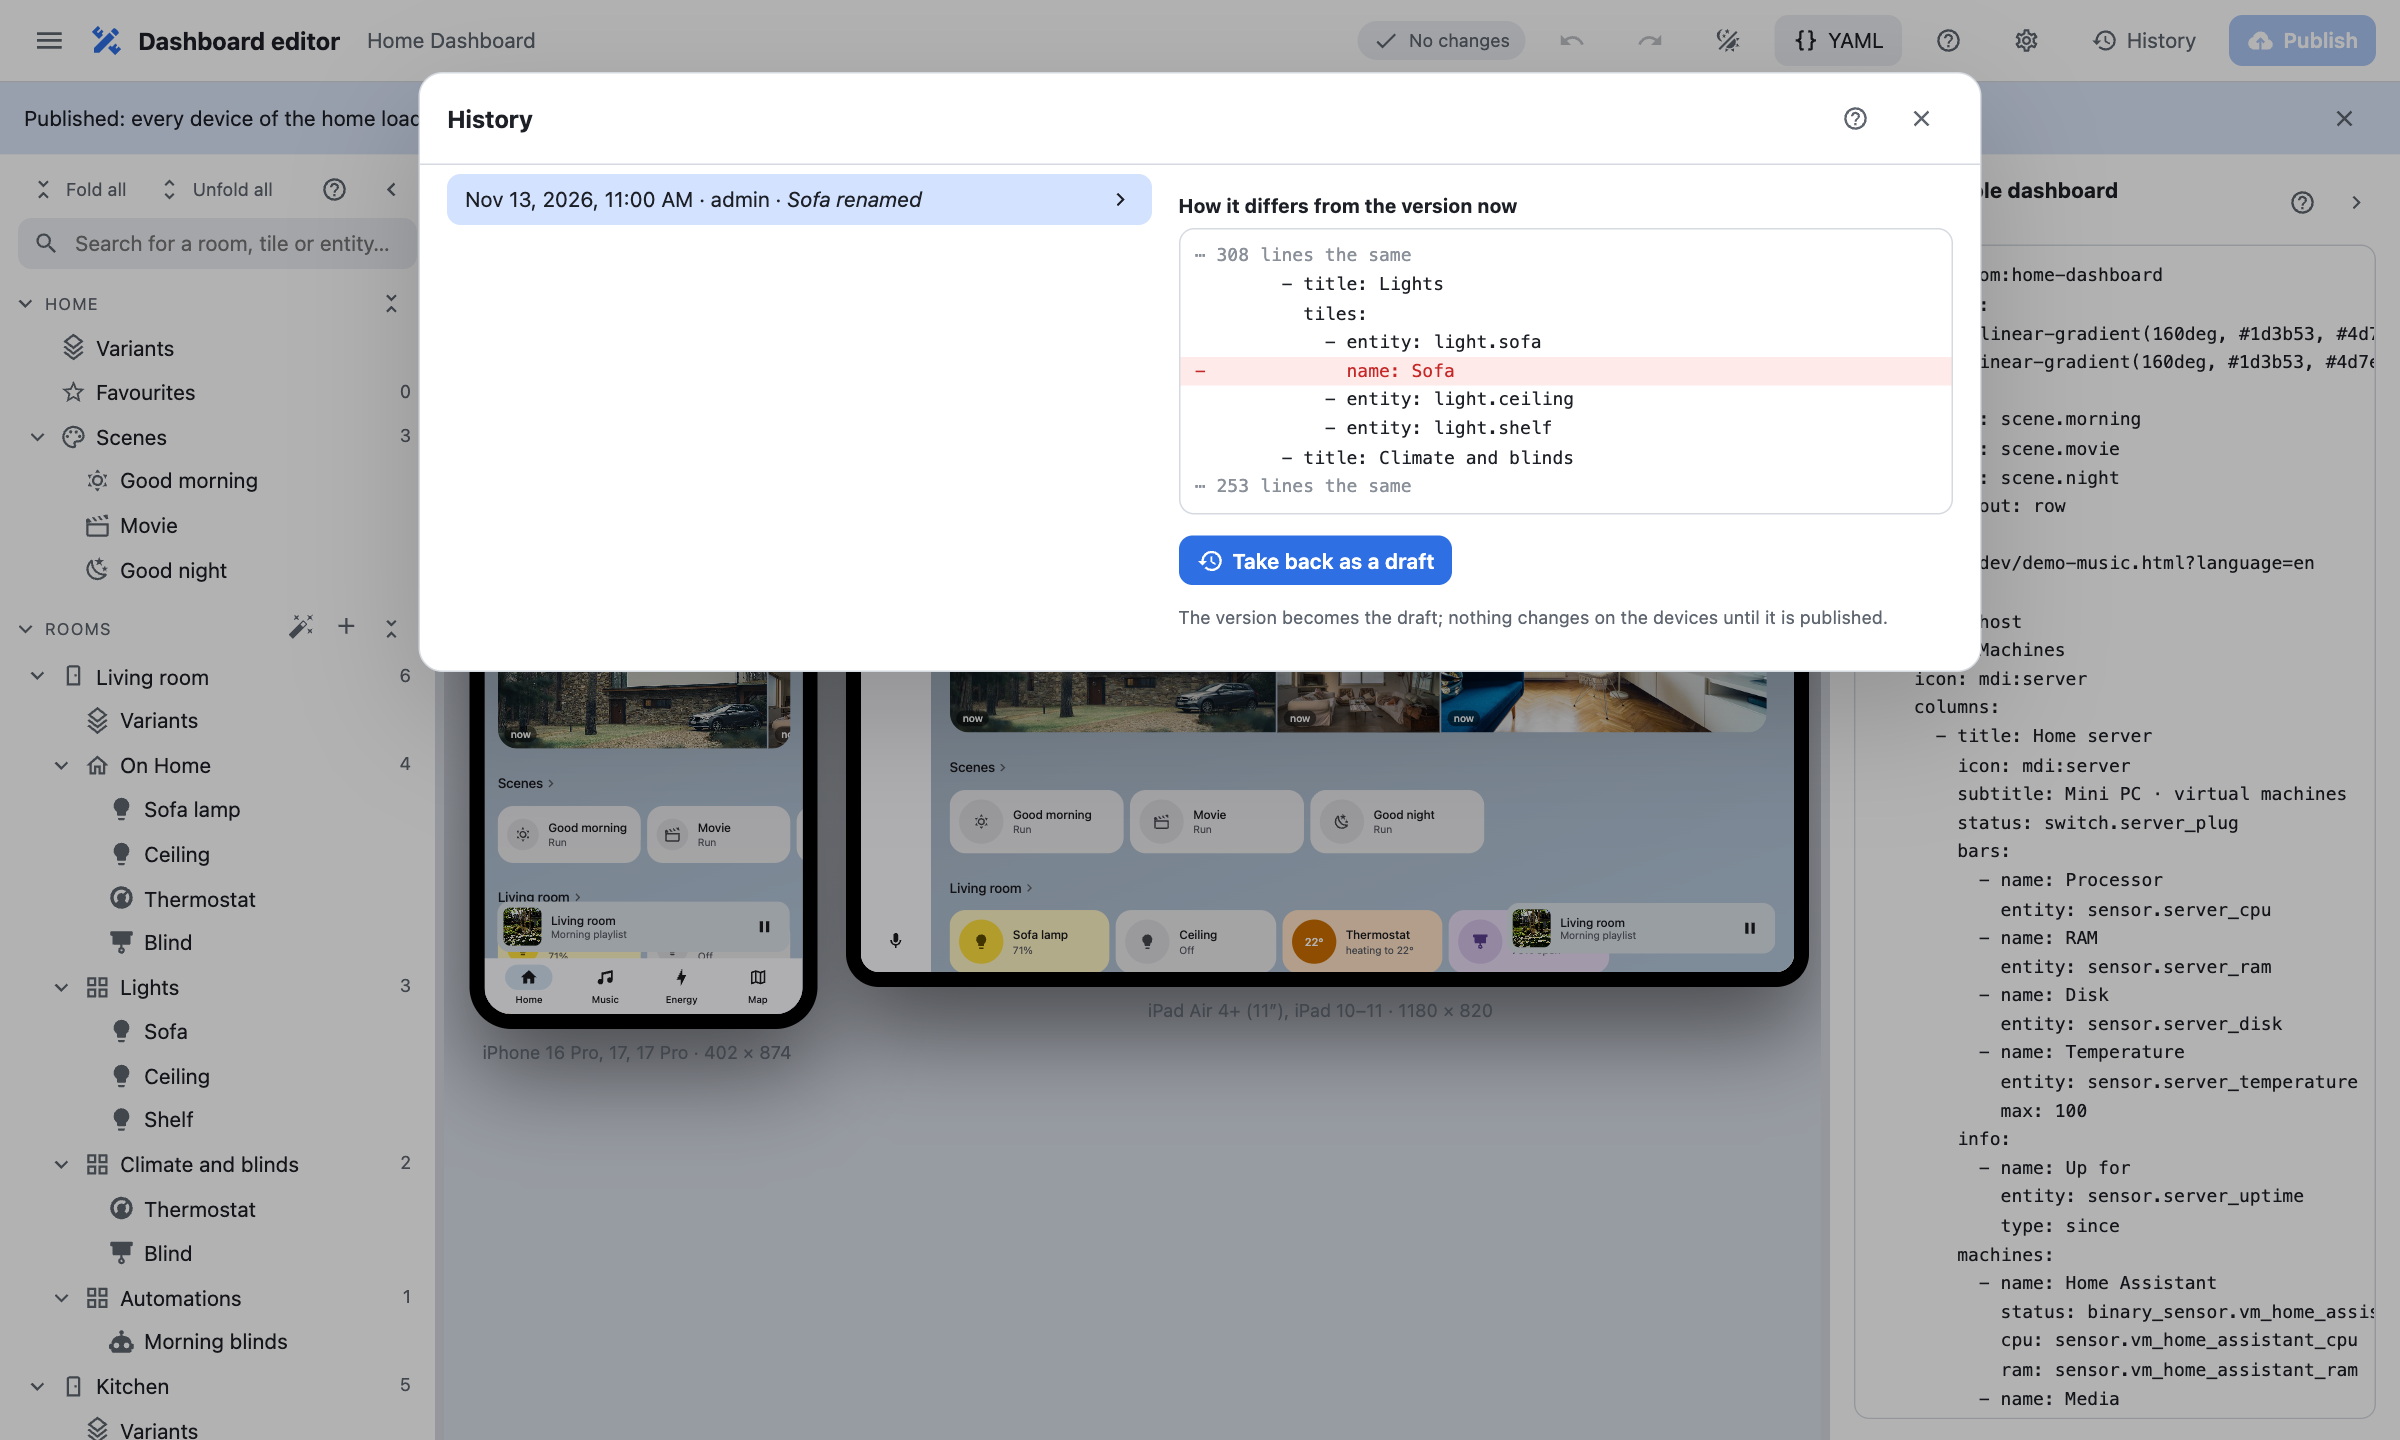 Dashboard editor
Home Dashboard
No changes
YAML
History
Publish
Published: every device of the home load
History
Nov 13, 2026, 11:00 AM · admin · Sofa renamed
How it differs from the version now
··· 308 lines the same
- title: Lights
tiles:
- entity: light.sofa
- name: Sofa
- entity: light.ceiling
- entity: light.shelf
- title: Climate and blinds
··· 253 lines the same
Take back as a draft
The version becomes the draft; nothing changes on the devices until it is published.
Fold all
Unfold all
Search for a room, tile or entity...
HOME
Variants
Favourites 0
Scenes 3
Good morning
Movie
Good night
ROOMS
Living room 6
Variants
On Home 4
Sofa lamp
Ceiling
Thermostat
Blind
Lights 3
Sofa
Ceiling
Shelf
Climate and blinds 2
Thermostat
Blind
Automations 1
Morning blinds
Kitchen 5
Variants
now
Scenes
Good morning
Run
Movie
Run
Living room
Living room
Morning playlist
71%
Off
Home
Music
Energy
Map
iPhone 16 Pro, 17, 17 Pro · 402 × 874
now
now
now
Scenes
Good morning
Run
Movie
Run
Good night
Run
Living room
Sofa lamp
71%
Ceiling
Off
22°
Thermostat
heating to 22°
Living room
Morning playlist
iPad Air 4+ (11″), iPad 10–11 · 1180 × 820
le dashboard
om:home-dashboard
:
linear-gradient(160deg, #1d3b53, #4d7
inear-gradient(160deg, #1d3b53, #4d7e
: scene.morning
: scene.movie
: scene.night
out: row
dev/demo-music.html?language=en
host
Machines
icon: mdi:server
columns:
- title: Home server
icon: mdi:server
subtitle: Mini PC · virtual machines
status: switch.server_plug
bars:
- name: Processor
entity: sensor.server_cpu
- name: RAM
entity: sensor.server_ram
- name: Disk
entity: sensor.server_disk
- name: Temperature
entity: sensor.server_temperature
max: 100
info:
- name: Up for
entity: sensor.server_uptime
type: since
machines:
- name: Home Assistant
status: binary_sensor.vm_home_assis
cpu: sensor.vm_home_assistant_cpu
ram: sensor.vm_home_assistant_ram
- name: Media